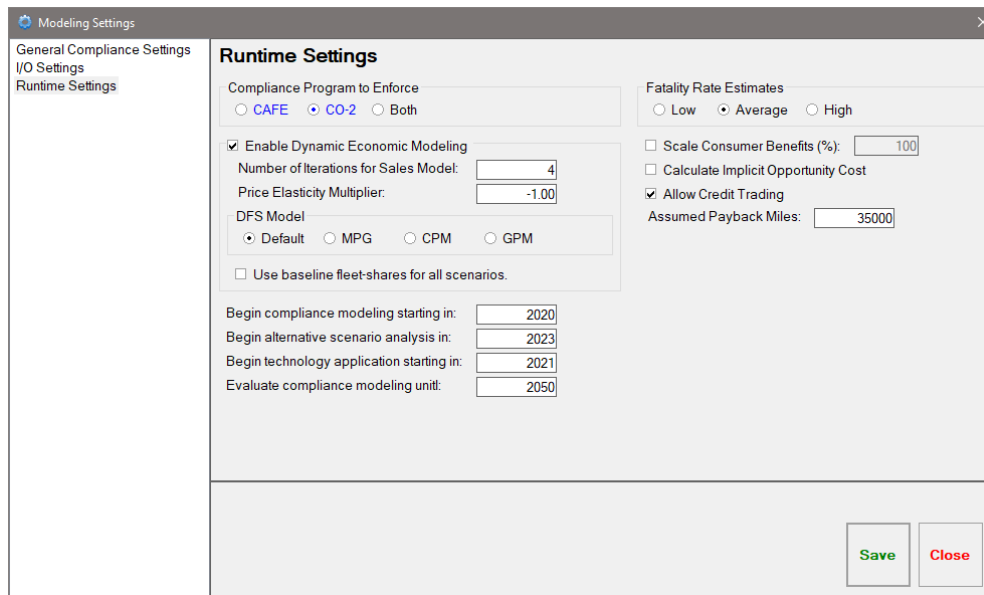 Modeling Settings
General Compliance Settings
I/O Settings
Runtime Settings
Runtime Settings
Compliance Program to Enforce
CAFE CO-2 Both
Enable Dynamic Economic Modeling
Number of Iterations for Sales Model: 4
Price Elasticity Multiplier: -1.00
DFS Model
Default MPG CPM GPM
Use baseline fleet-shares for all scenarios.
Begin compliance modeling starting in: 2020
Begin alternative scenario analysis in: 2023
Begin technology application starting in: 2021
Evaluate compliance modeling unitl: 2050
Fatality Rate Estimates
Low Average High
Scale Consumer Benefits (%): 100
Calculate Implicit Opportunity Cost
Allow Credit Trading
Assumed Payback Miles: 35000
Save Close